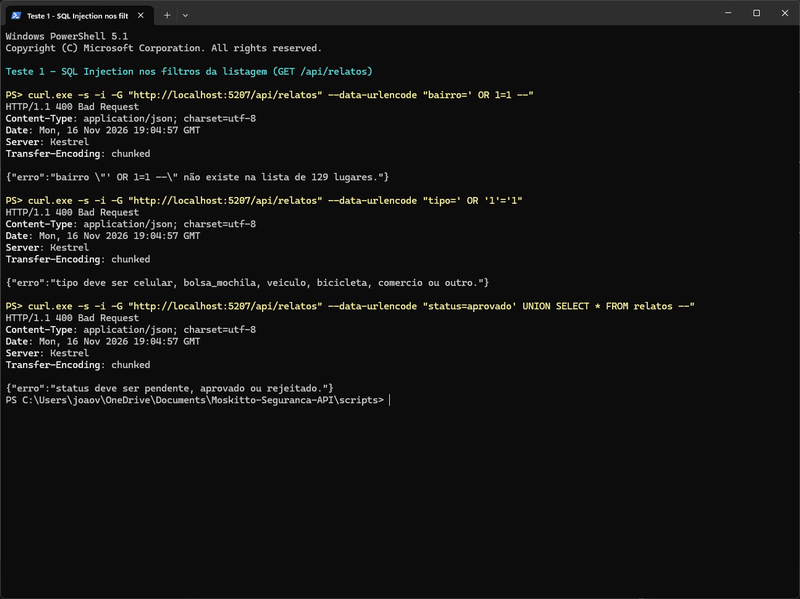 Teste 1 - SQL Injection nos filt
Windows PowerShell 5.1
Copyright (C) Microsoft Corporation. All rights reserved.
Teste 1 - SQL Injection nos filtros da listagem (GET /api/relatos)
PS> curl.exe -s -i -G "http://localhost:5207/api/relatos" --data-urlencode "bairro=' OR 1=1 --"
HTTP/1.1 400 Bad Request
Content-Type: application/json; charset=utf-8
Date: Mon, 16 Nov 2026 19:04:57 GMT
Server: Kestrel
Transfer-Encoding: chunked
{"erro":"bairro \"' OR 1=1 --\" não existe na lista de 129 lugares."}
PS> curl.exe -s -i -G "http://localhost:5207/api/relatos" --data-urlencode "tipo=' OR '1'='1"
HTTP/1.1 400 Bad Request
Content-Type: application/json; charset=utf-8
Date: Mon, 16 Nov 2026 19:04:57 GMT
Server: Kestrel
Transfer-Encoding: chunked
{"erro":"tipo deve ser celular, bolsa_mochila, veiculo, bicicleta, comercio ou outro."}
PS> curl.exe -s -i -G "http://localhost:5207/api/relatos" --data-urlencode "status=aprovado' UNION SELECT * FROM relatos --"
HTTP/1.1 400 Bad Request
Content-Type: application/json; charset=utf-8
Date: Mon, 16 Nov 2026 19:04:57 GMT
Server: Kestrel
Transfer-Encoding: chunked
{"erro":"status deve ser pendente, aprovado ou rejeitado."}
PS C:\Users\joaov\OneDrive\Documents\Moskitto-Seguranca-API\scripts>